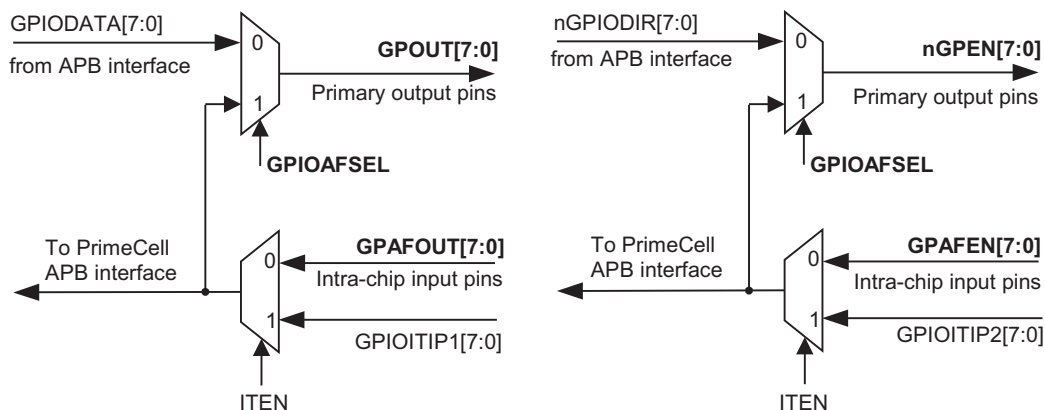 GPIODATA[7:0]
from APB interface
0
1
GPOUT[7:0]
Primary output pins
GPIOAFSEL
To PrimeCell
APB interface
0
1
GPAFOUT[7:0]
Intra-chip input pins
GPIOITIP1[7:0]
ITEN
nGPIODIR[7:0]
from APB interface
0
1
nGPEN[7:0]
Primary output pins
GPIOAFSEL
To PrimeCell
APB interface
0
1
GPAFEN[7:0]
Intra-chip input pins
GPIOITIP2[7:0]
ITEN